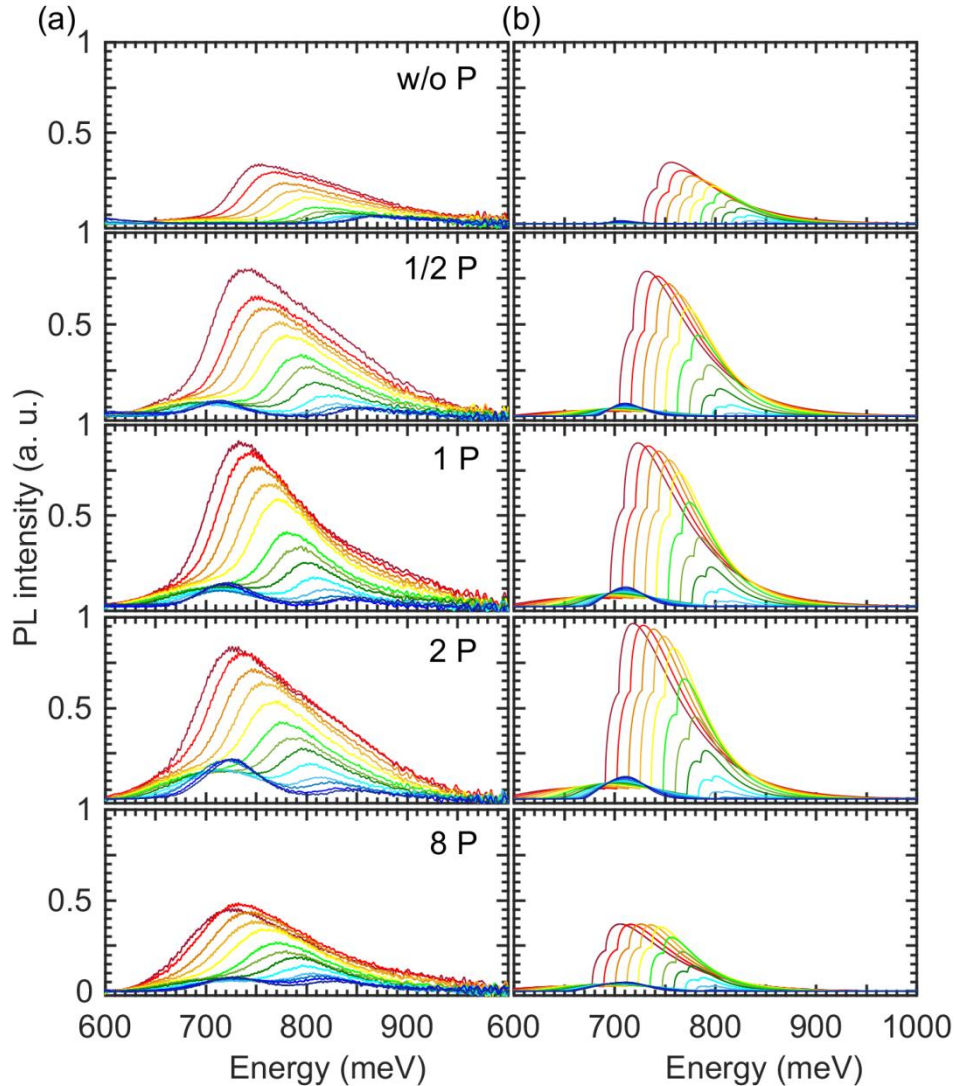 (a) (b)
1
w/o P
0.5
1
1/2 P
0.5
1
1 P
0.5
1
2 P
0.5
1
8 P
0.5
0
PL intensity (a. u.)
600 700 800 900 600 700 800 900 1000
Energy (meV) Energy (meV)